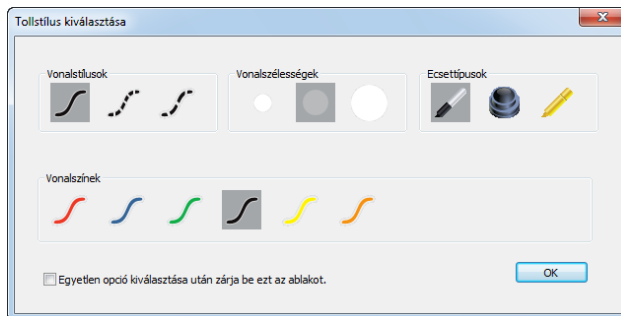 Tollstílus kiválasztása
Vonalstílusok
Vonalszélességek
Ecsettípusok
Vonalszínek
Egyetlen opció kiválasztása után zárja be ezt az ablakot.
OK